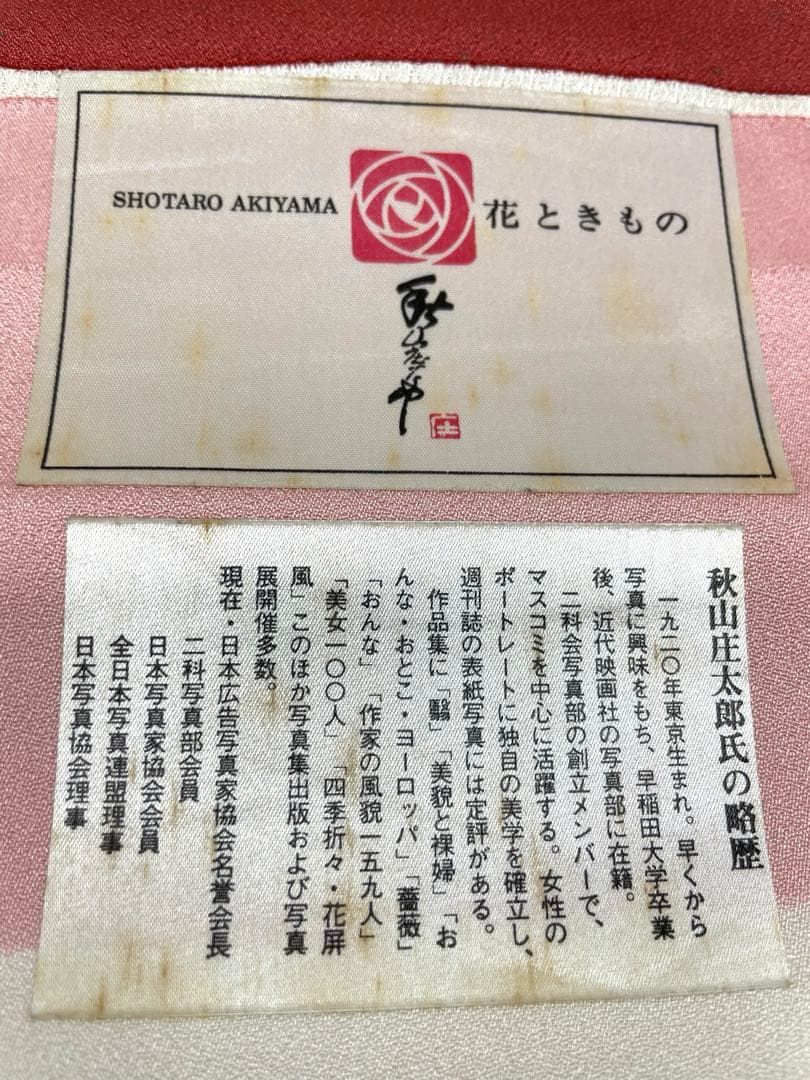 SHOTARO AKIYAMA
花ときもの
秋山庄太郎
庄
秋山庄太郎氏の略歴
一九二〇年東京生まれ。早くから
写真に興味をもち、早稲田大学卒業
後、近代映画社の写真部に在籍。
二科会写真部の創立メンバーで、
マスコミを中心に活躍する。女性の
ポートレートに独自の美学を確立し、
週刊誌の表紙写真には定評がある。
作品集に「翳」「美貌と裸婦」「お
んな・おとこ・ヨーロッパ」「薔薇」
「おんな」「作家の風貌一五九人」
「美女一〇〇人」「四季折々・花屏
風」このほか写真集出版および写真
展開催多数。
現在・日本広告写真家協会名誉会長
二科写真部会員
日本写真家協会会員
全日本写真連盟理事
日本写真協会理事